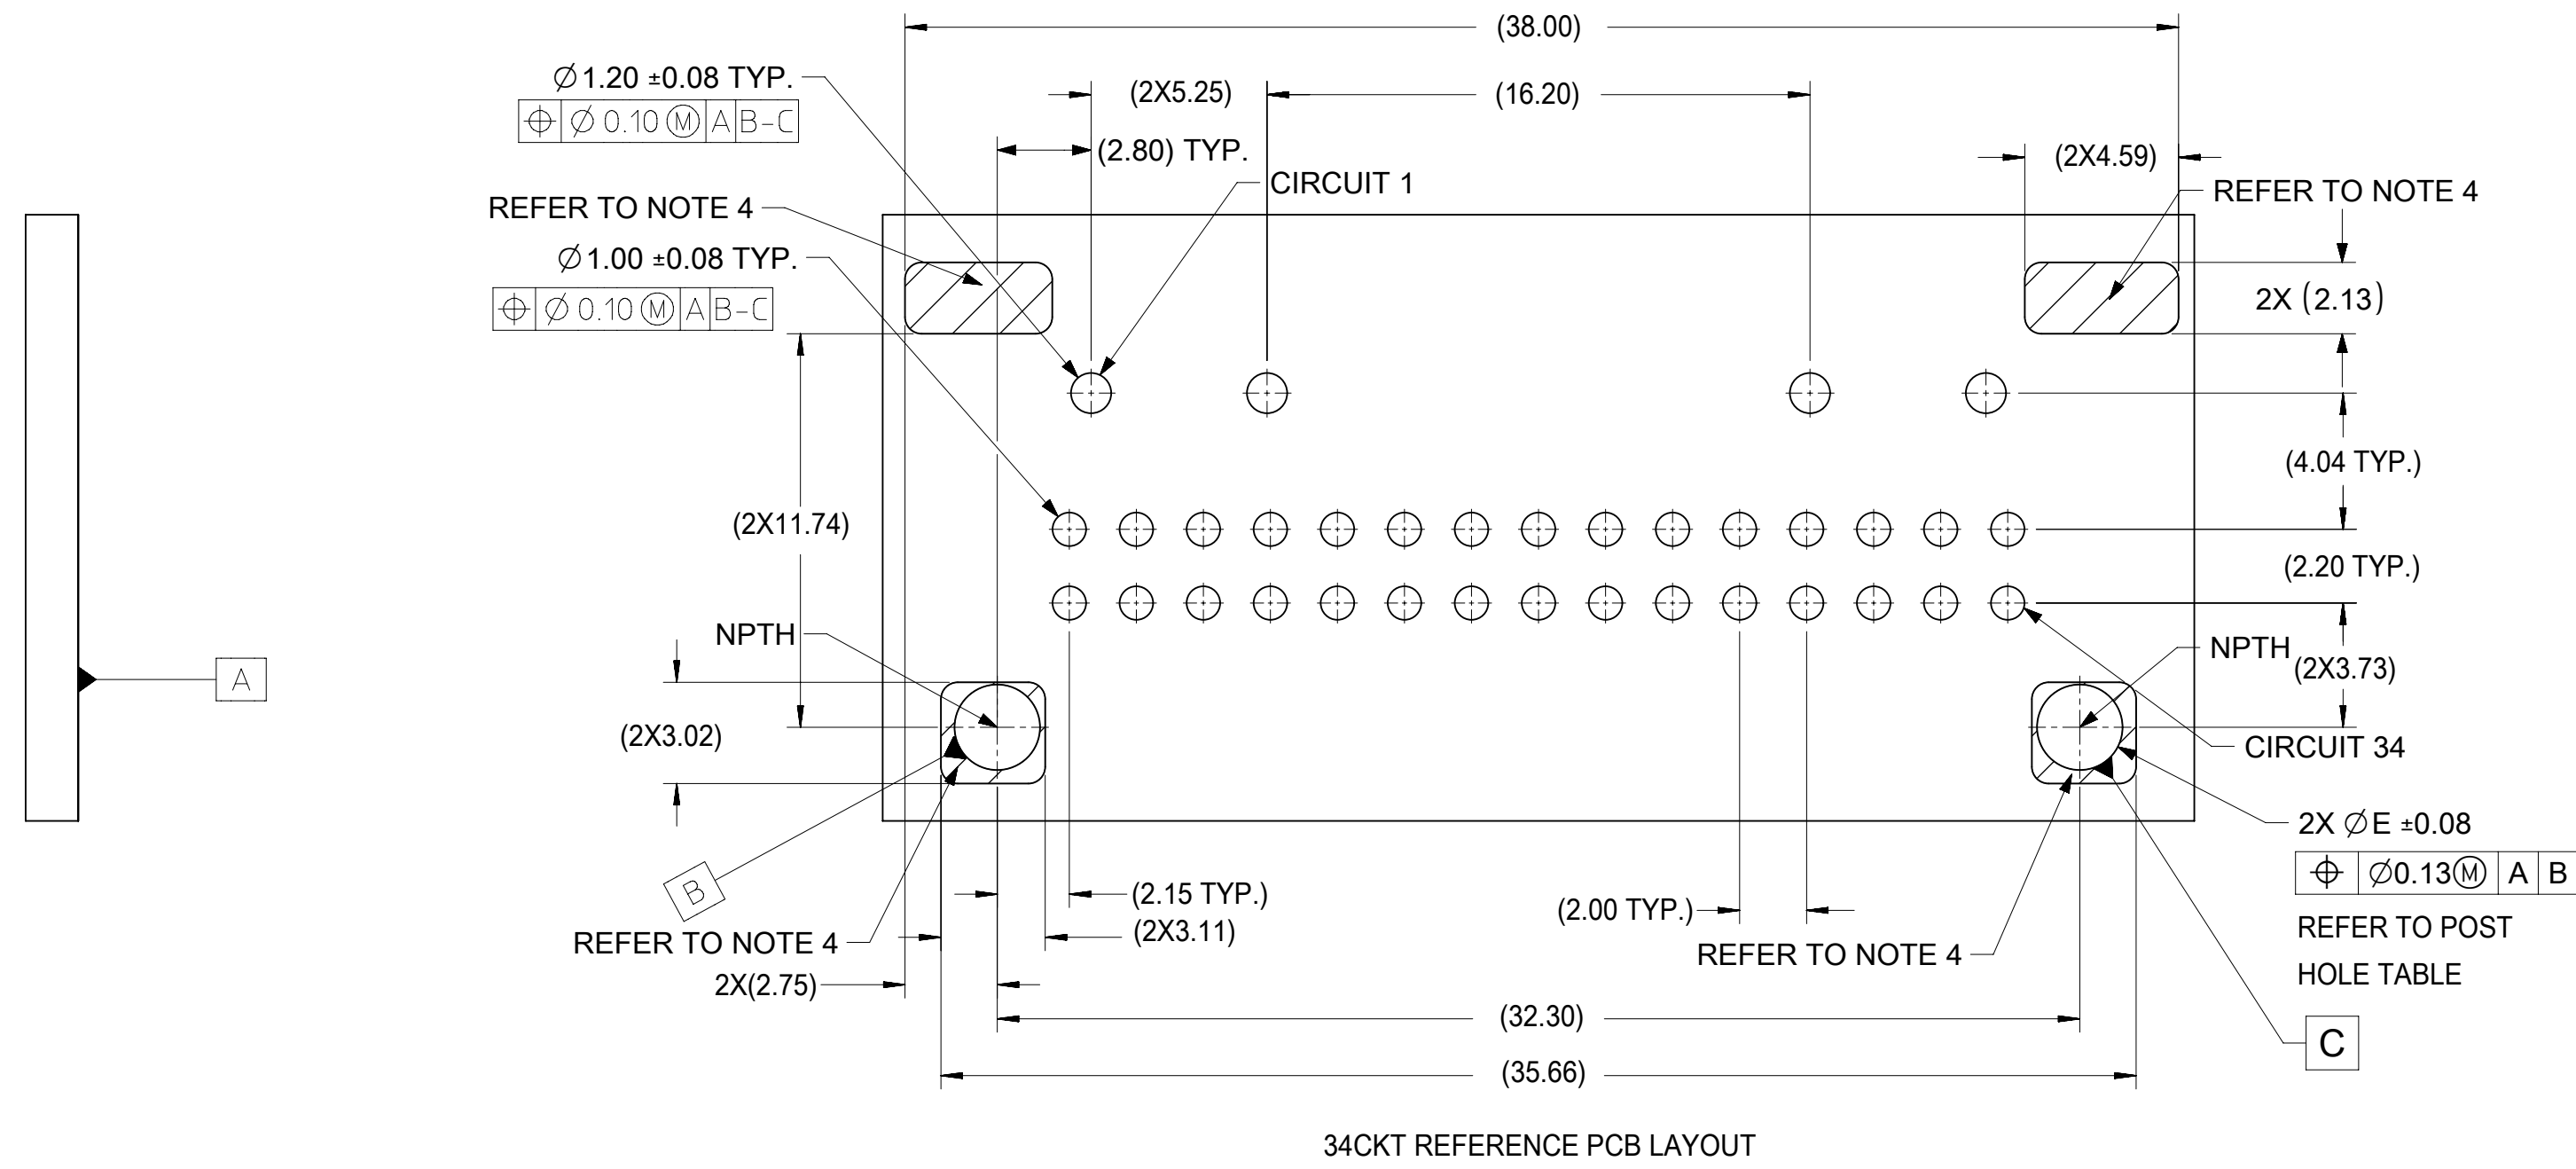 (38.00)
Ø1.20 ±0.08 TYP.
(2X5.25)
(16.20)
⌖ Ø 0.10 Ⓜ A B-C
(2.80) TYP.
(2X4.59)
CIRCUIT 1
REFER TO NOTE 4
REFER TO NOTE 4
Ø1.00 ±0.08 TYP.
⌖ Ø 0.10 Ⓜ A B-C
2X (2.13)
(4.04 TYP.)
(2X11.74)
(2.20 TYP.)
NPTH
NPTH
(2X3.73)
A
(2X3.02)
CIRCUIT 34
2X ØE ±0.08
⌖ Ø0.13Ⓜ A B
REFER TO POST
HOLE TABLE
B
(2.15 TYP.)
(2.00 TYP.)
(2X3.11)
REFER TO NOTE 4
REFER TO NOTE 4
2X(2.75)
(32.30)
C
(35.66)
34CKT REFERENCE PCB LAYOUT